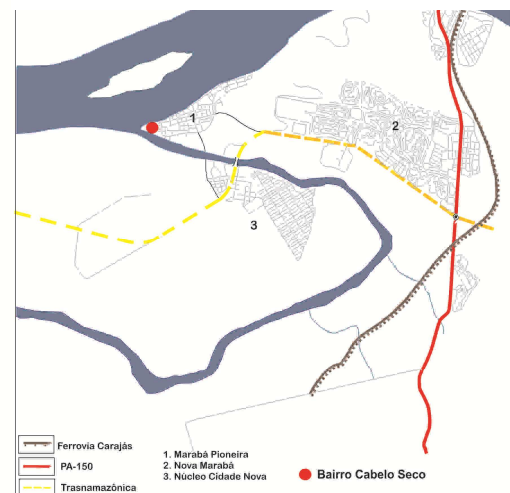 1
2
3
Ferrovía Carajás
PA-150
Trasnamazônica
1. Marabá Pioneira
2. Nova Marabá
3. Núcleo Cidade Nova
Bairro Cabelo Seco